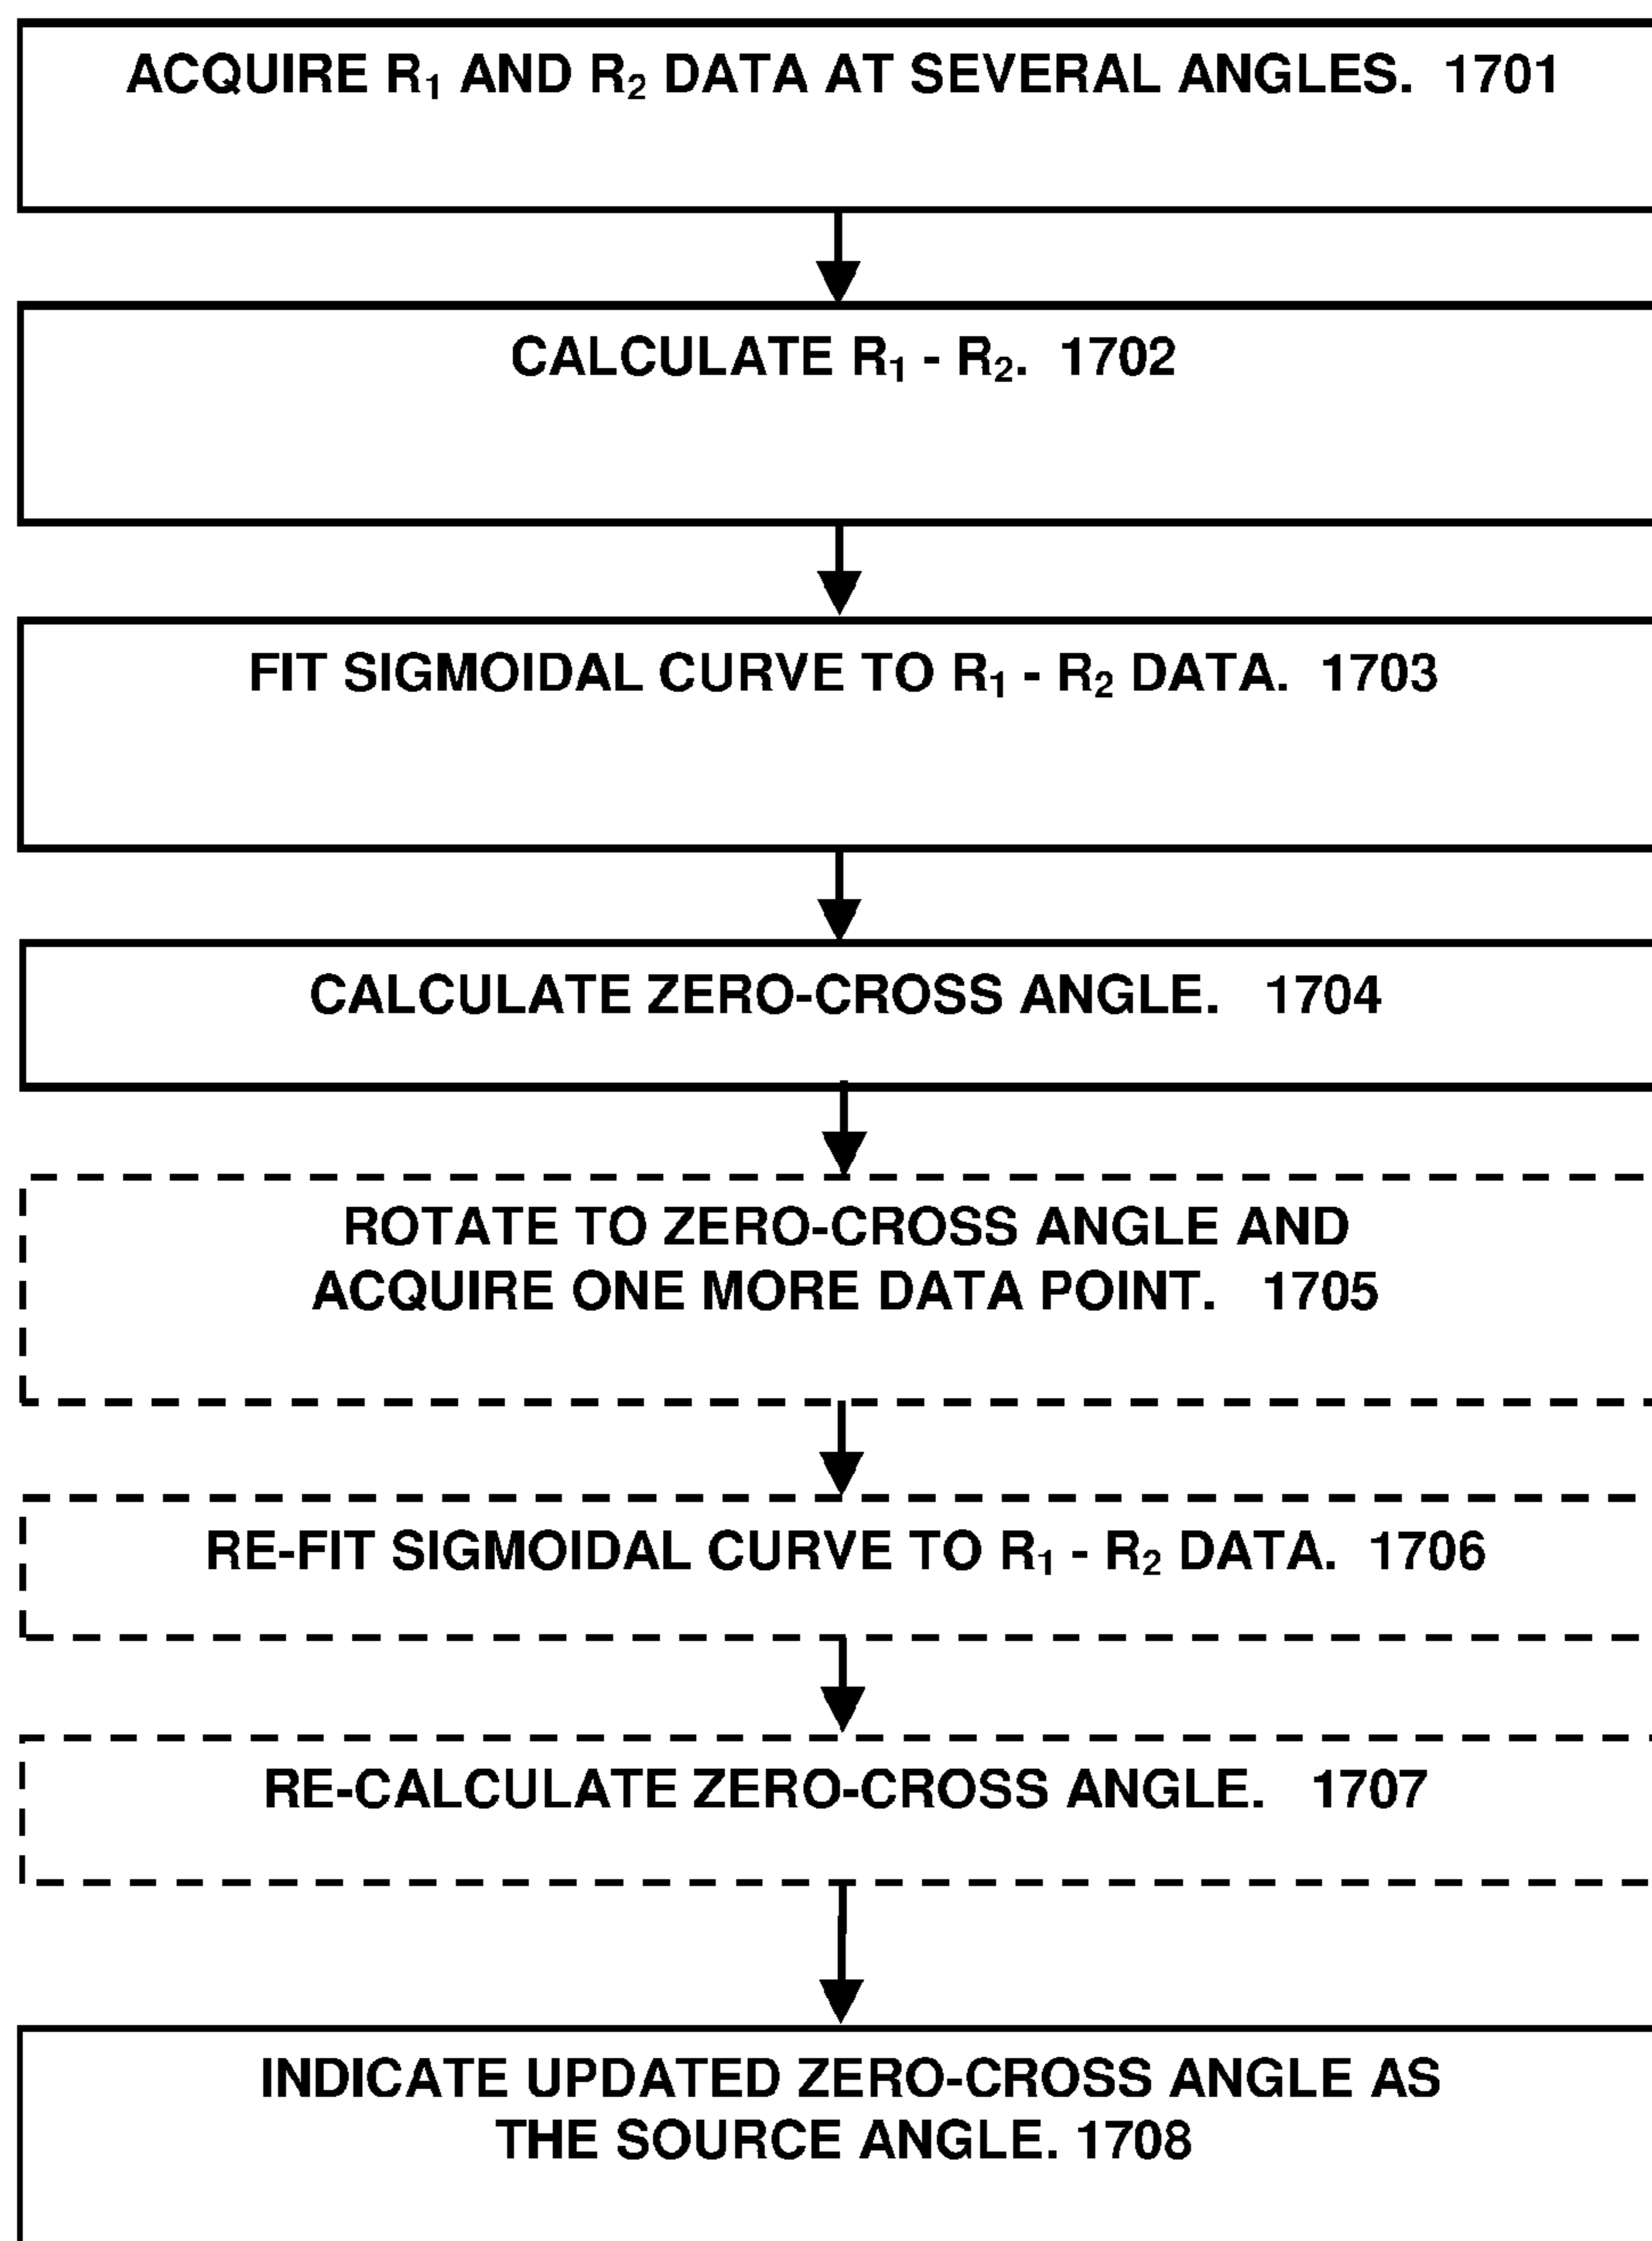 ACQUIRE R₁ AND R₂ DATA AT SEVERAL ANGLES. 1701
CALCULATE R₁ - R₂. 1702
FIT SIGMOIDAL CURVE TO R₁ - R₂ DATA. 1703
CALCULATE ZERO-CROSS ANGLE. 1704
ROTATE TO ZERO-CROSS ANGLE AND
ACQUIRE ONE MORE DATA POINT. 1705
RE-FIT SIGMOIDAL CURVE TO R₁ - R₂ DATA. 1706
RE-CALCULATE ZERO-CROSS ANGLE. 1707
INDICATE UPDATED ZERO-CROSS ANGLE AS
THE SOURCE ANGLE. 1708